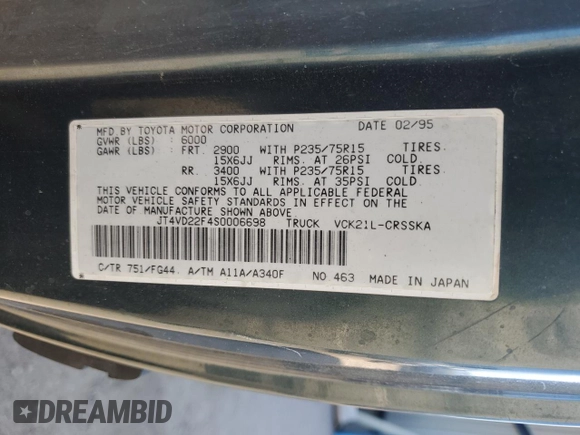 MFD BY TOYOTA MOTOR CORPORATION DATE 02/95
GVWR (LBS) : 6000
GAWR (LBS) : FRT. 2900 WITH P235/75R15 TIRES.
15X6JJ RIMS. AT 26PSI COLD.
RR. 3400 WITH P235/75R15 TIRES
15X6JJ RIMS. AT 35PSI COLD.
THIS VEHICLE CONFORMS TO ALL APPLICABLE FEDERAL
MOTOR VEHICLE SAFETY STANDARDS IN EFFECT ON THE
DATE OF MANUFACTURE SHOWN ABOVE.
JT4VD22F4S0006698 TRUCK VCK21L-CRSSKA
C/TR 751/FG44. A/TM A11A/A340F NO 463 MADE IN JAPAN
DREAMBID